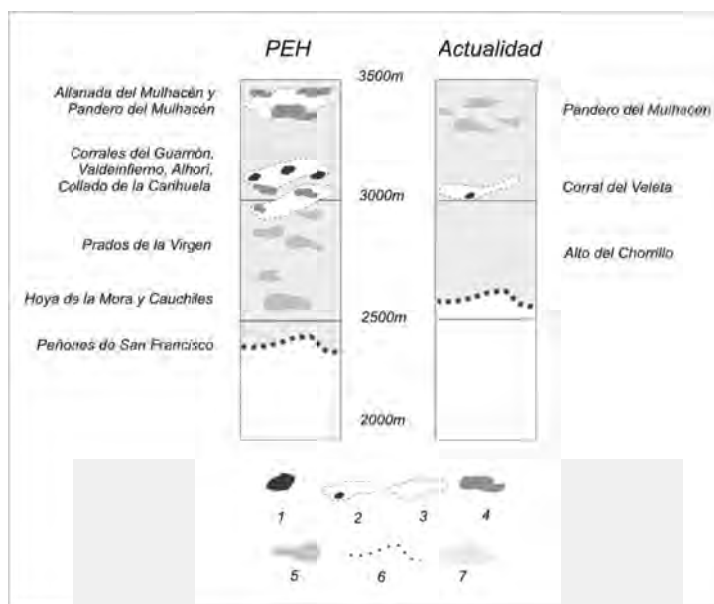 PEH
Actualidad
3500m
Allanada del Mulhacén y
Pandero del Mulhacén
Pandero del Mulhacén
Corrales del Guarnón,
Valdeinfierno, Alhorí,
Collado de la Carihuela
Corral del Veleta
3000m
Prados de la Virgen
Alto del Chorrillo
Hoya de la Mora y Cauchiles
2500m
Peñones de San Francisco
2000m
1 2 3 4
5 6 7